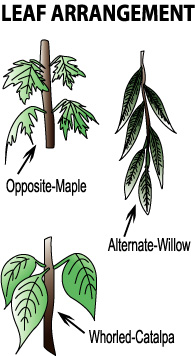 LEAF ARRANGEMENT
Opposite-Maple
Alternate-Willow
Whorled-Catalpa